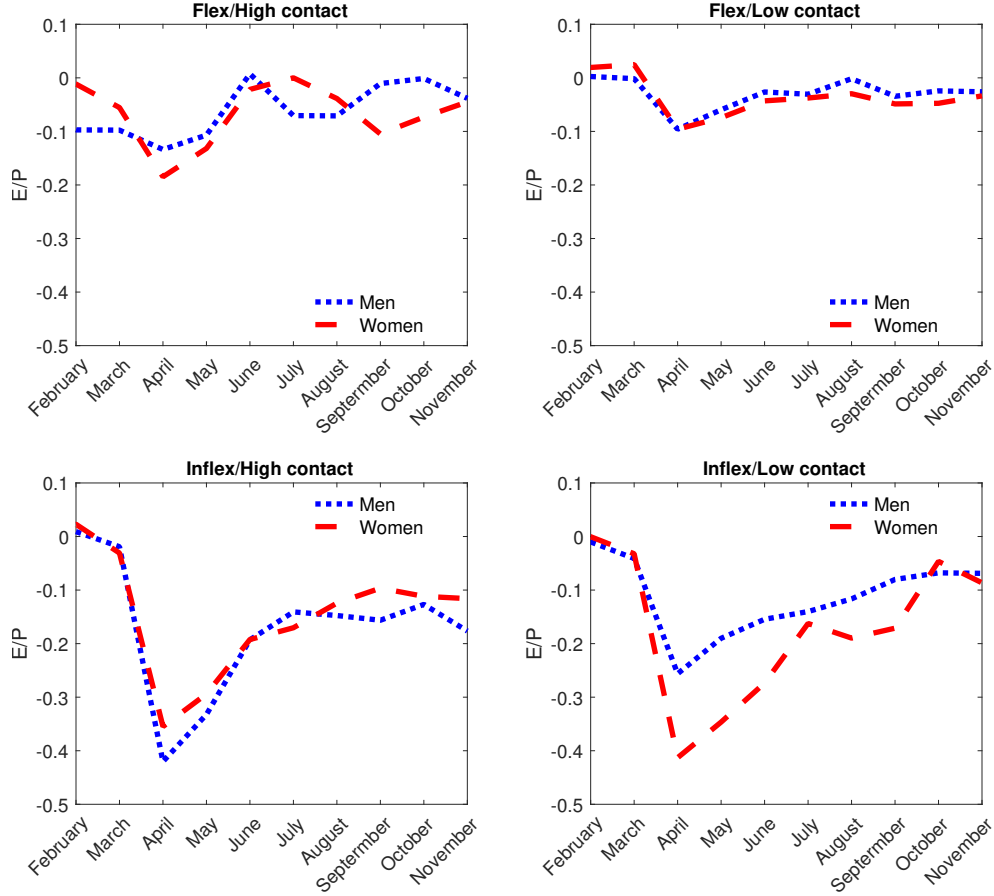 Flex/High contact
0.1
0
-0.1
-0.2
-0.3
-0.4
-0.5
E/P
Men
Women
February
March
April
May
June
July
August
Septermber
October
November
Flex/Low contact
0.1
0
-0.1
-0.2
-0.3
-0.4
-0.5
E/P
Men
Women
February
March
April
May
June
July
August
Septermber
October
November
Inflex/High contact
0.1
0
-0.1
-0.2
-0.3
-0.4
-0.5
E/P
Men
Women
February
March
April
May
June
July
August
Septermber
October
November
Inflex/Low contact
0.1
0
-0.1
-0.2
-0.3
-0.4
-0.5
E/P
Men
Women
February
March
April
May
June
July
August
Septermber
October
November